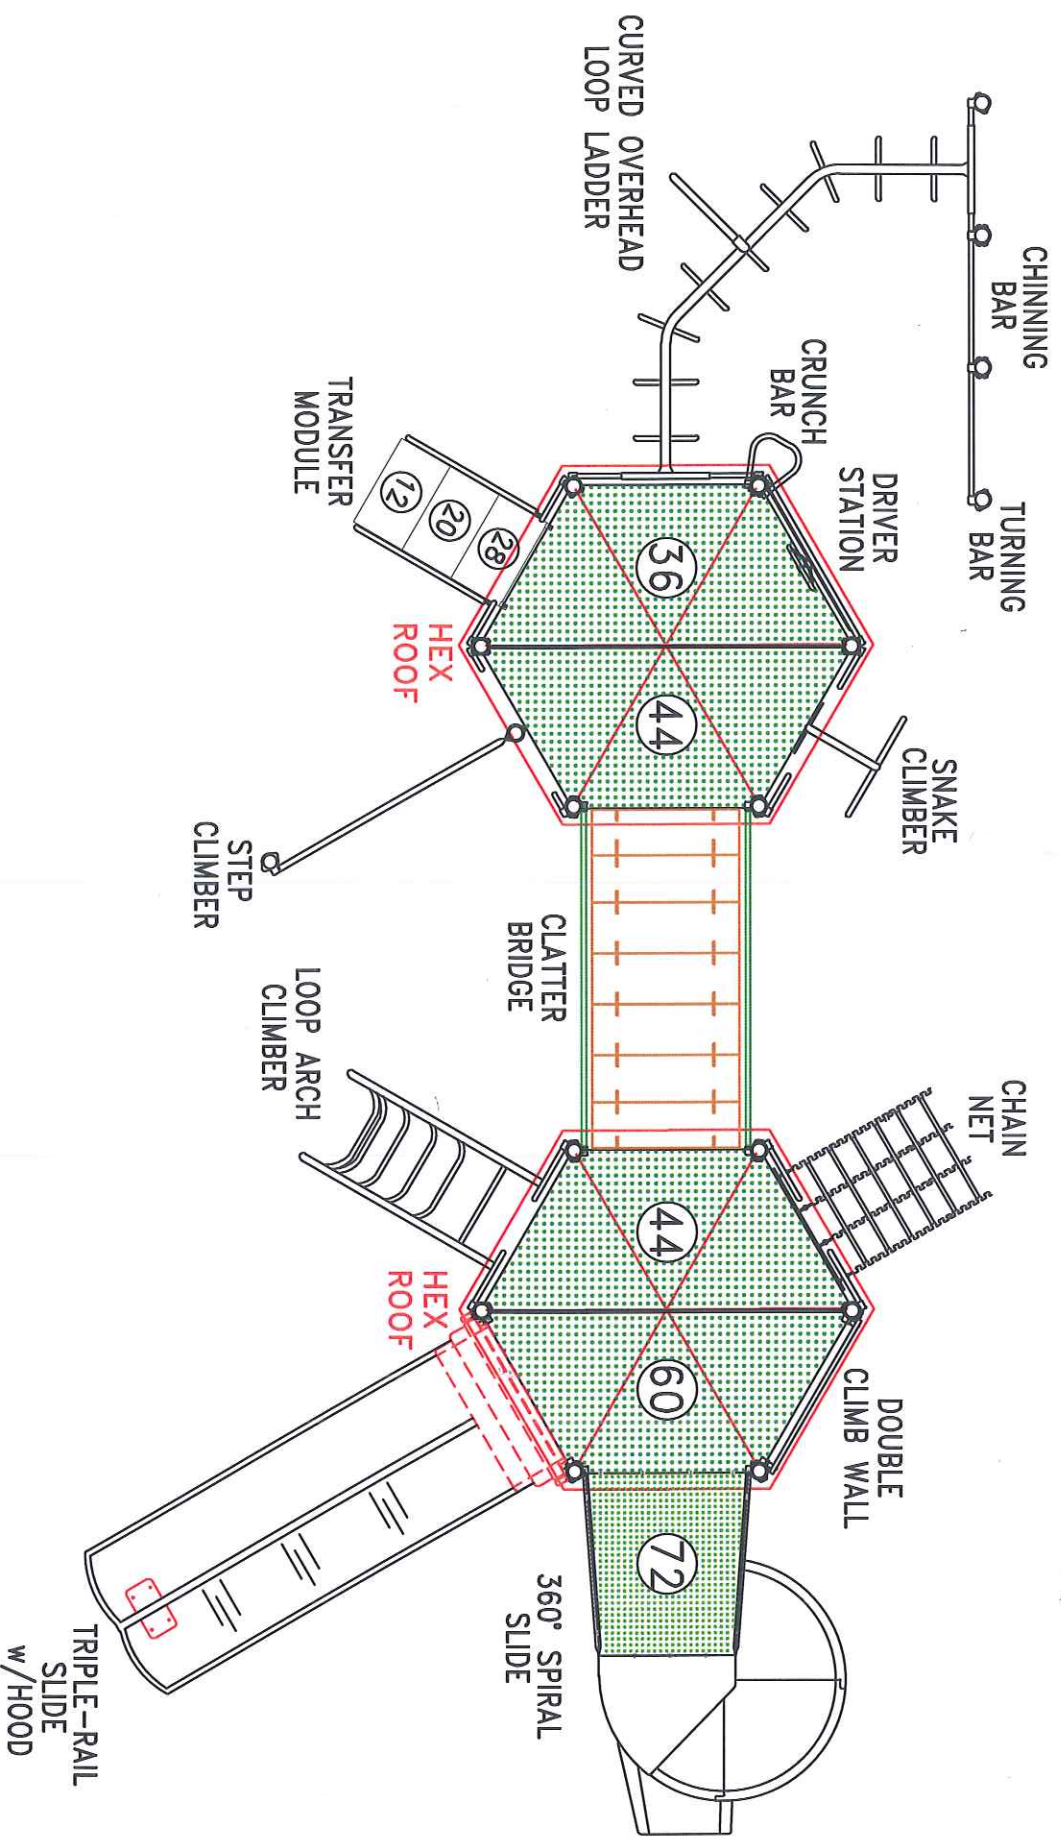 CURVED OVERHEAD
LOOP LADDER
CHINNING
BAR
TURNING
BAR
CRUNCH
BAR
DRIVER
STATION
TRANSFER
MODULE
12
20
28
36
44
HEX
ROOF
SNAKE
CLIMBER
STEP
CLIMBER
CLATTER
BRIDGE
CHAIN
NET
LOOP ARCH
CLIMBER
44
60
HEX
ROOF
DOUBLE
CLIMB WALL
72
360° SPIRAL
SLIDE
TRIPLE-RAIL
SLIDE
w/HOOD